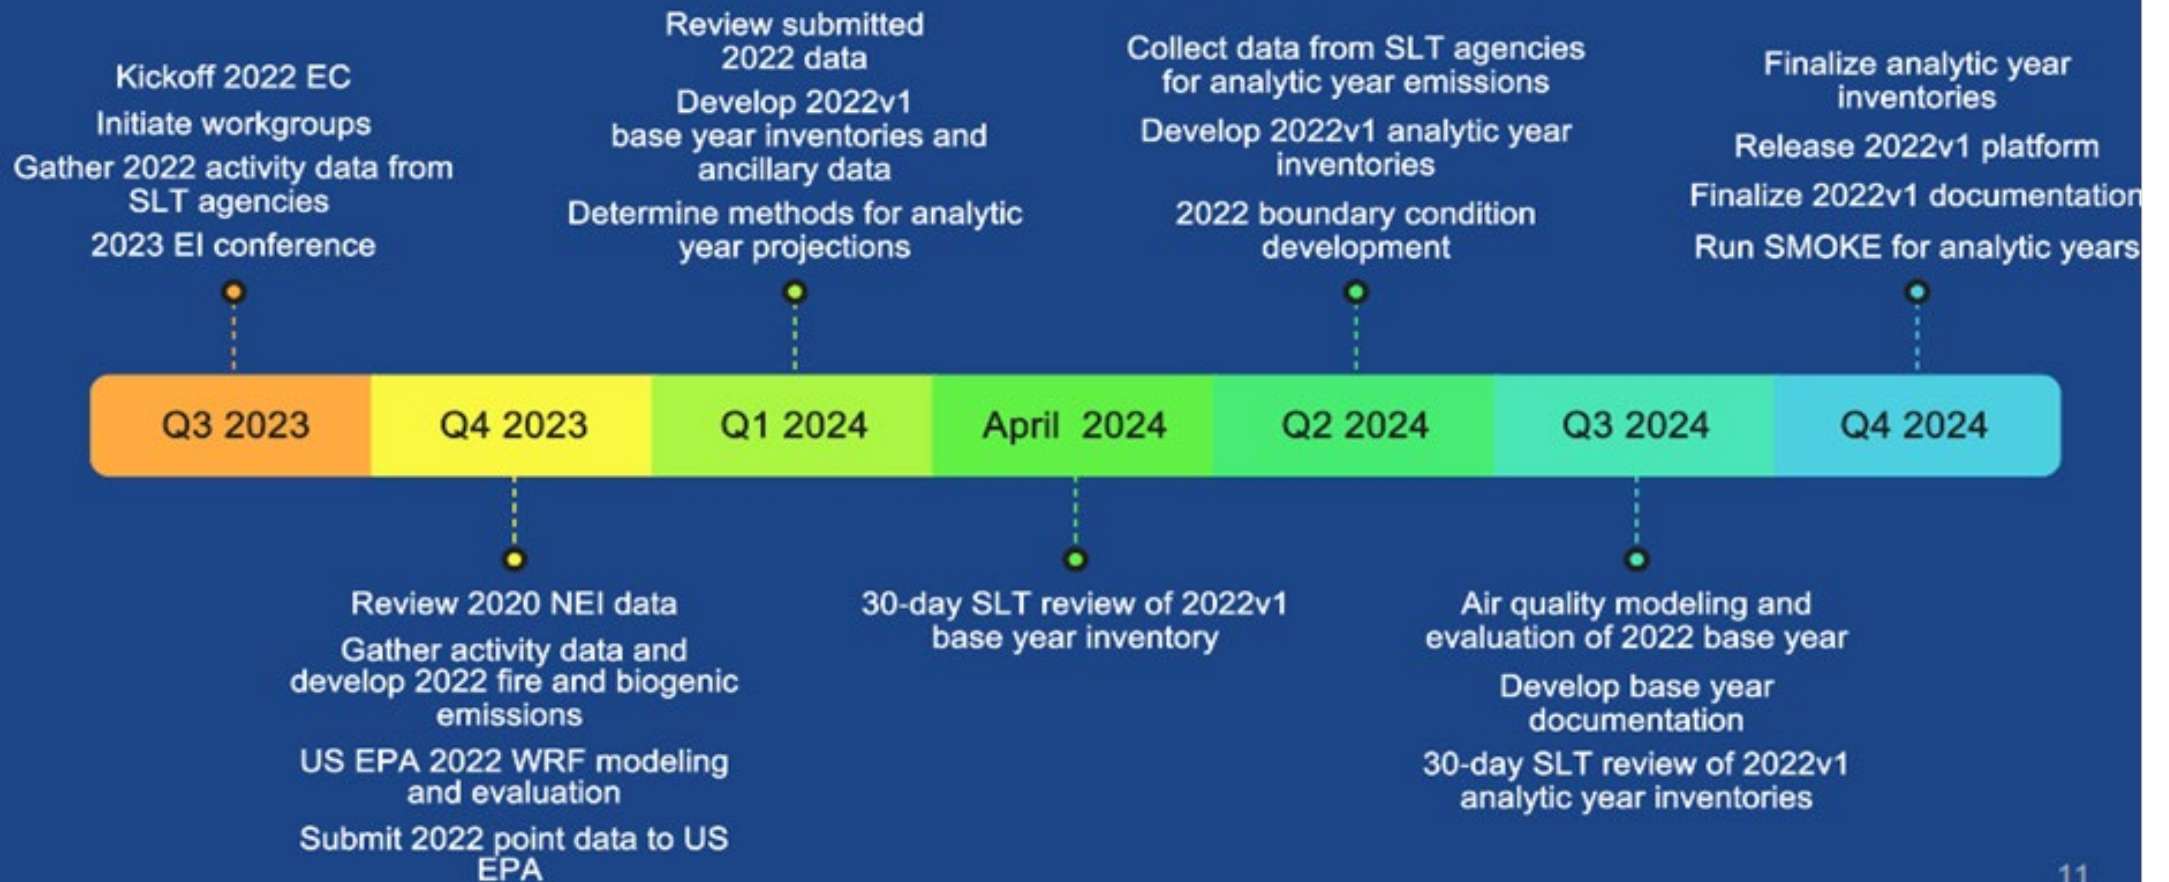 Kickoff 2022 EC
Initiate workgroups
Gather 2022 activity data from
SLT agencies
2023 EI conference
Review submitted
2022 data
Develop 2022v1
base year inventories and
ancillary data
Determine methods for analytic
year projections
Collect data from SLT agencies
for analytic year emissions
Develop 2022v1 analytic year
inventories
2022 boundary condition
development
Finalize analytic year
inventories
Release 2022v1 platform
Finalize 2022v1 documentation
Run SMOKE for analytic years
Q3 2023
Q4 2023
Q1 2024
April 2024
Q2 2024
Q3 2024
Q4 2024
Review 2020 NEI data
Gather activity data and
develop 2022 fire and biogenic
emissions
US EPA 2022 WRF modeling
and evaluation
Submit 2022 point data to US
EPA
30-day SLT review of 2022v1
base year inventory
Air quality modeling and
evaluation of 2022 base year
Develop base year
documentation
30-day SLT review of 2022v1
analytic year inventories
11